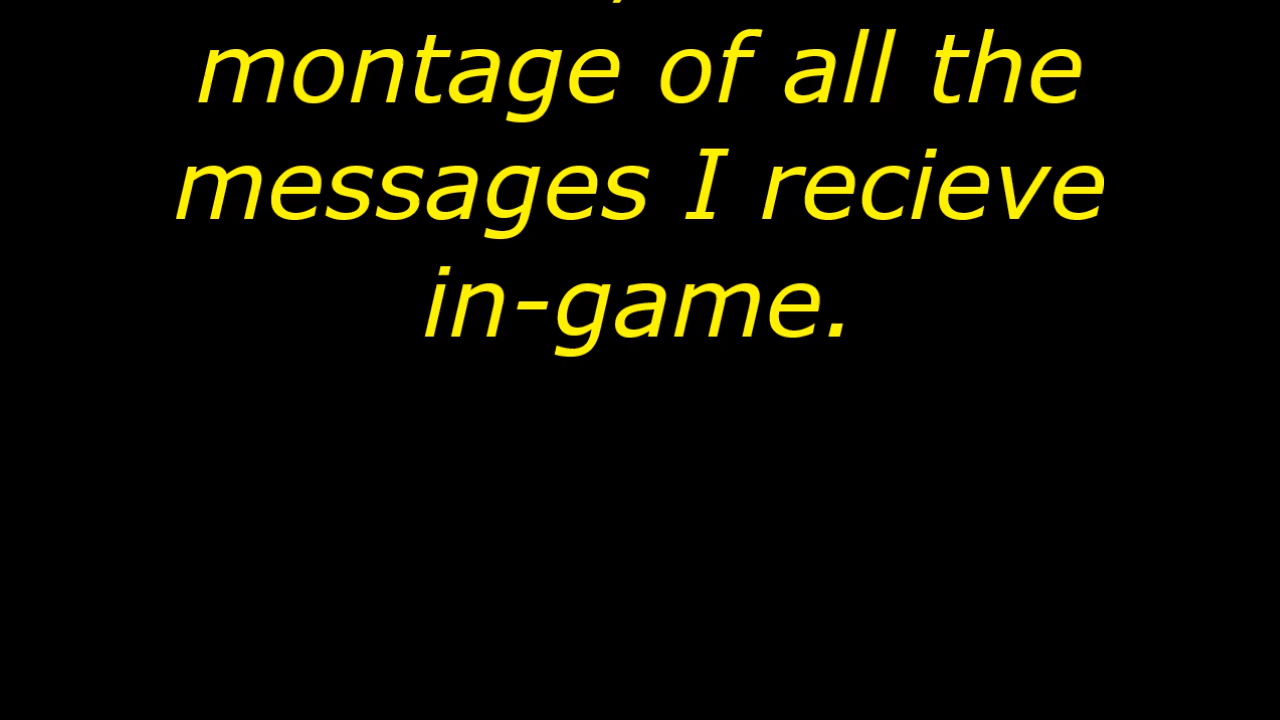 montage of all the
messages I recieve
in-game.